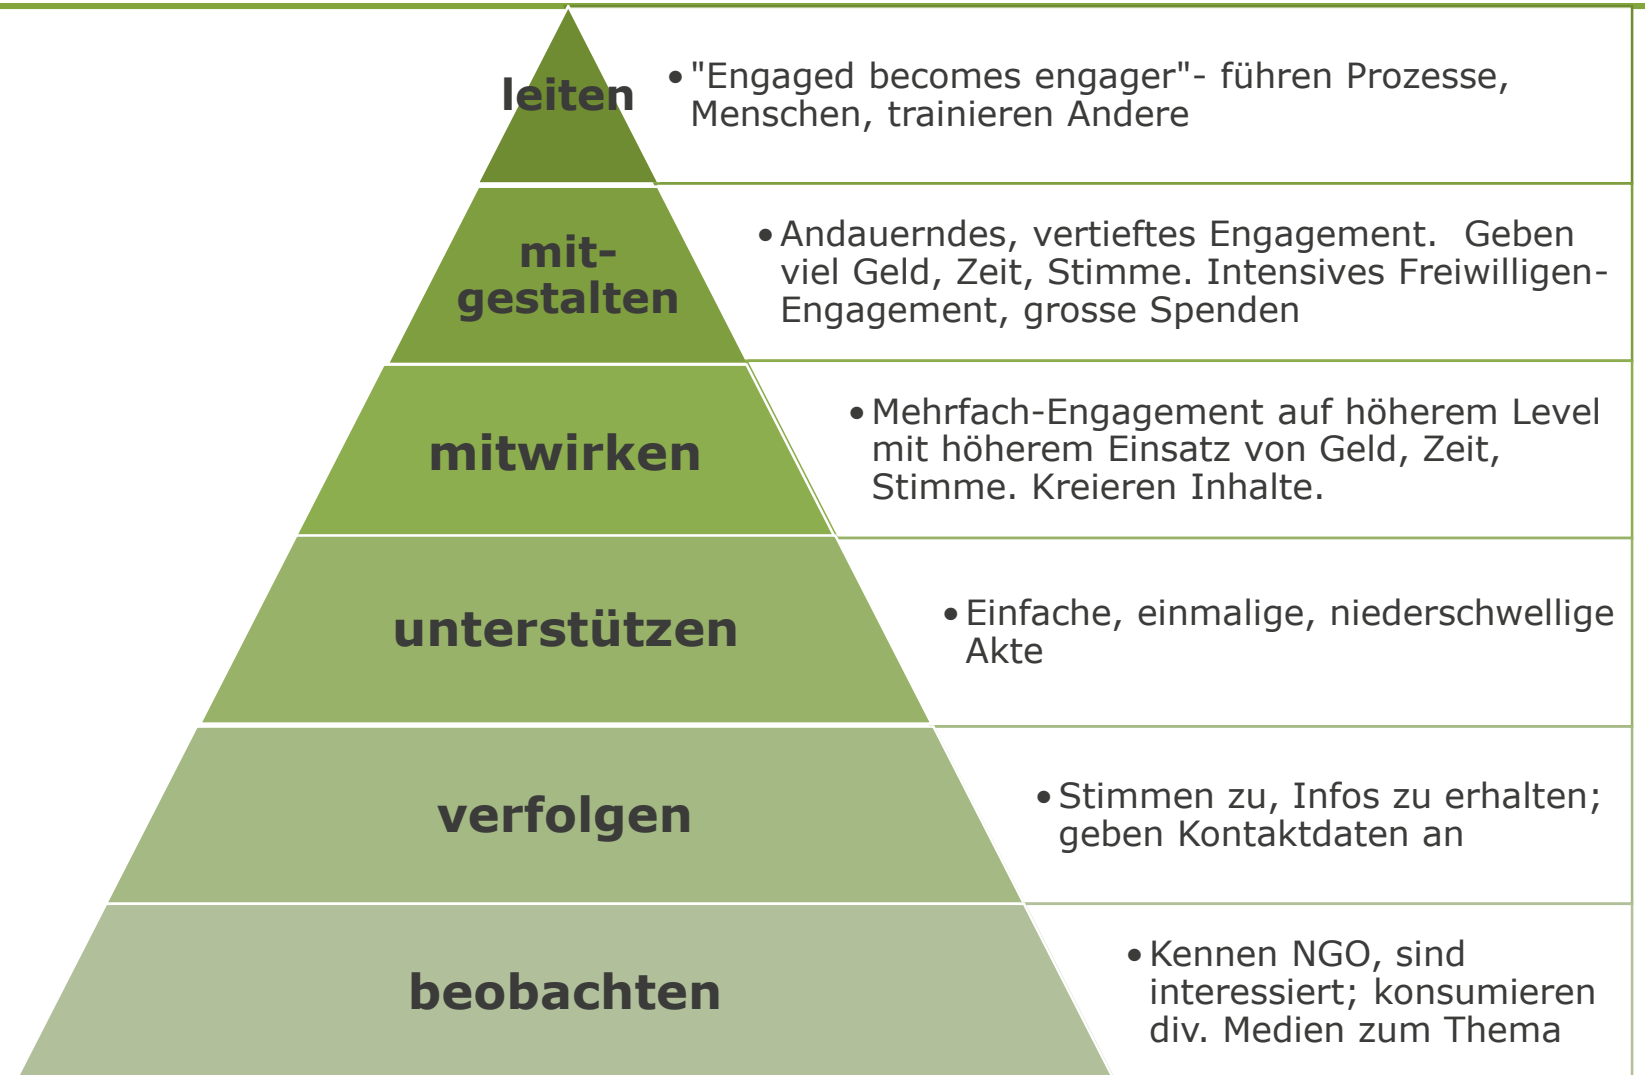 leiten
• "Engaged becomes engager"- führen Prozesse,
Menschen, trainieren Andere
mit-
gestalten
• Andauerndes, vertieftes Engagement.  Geben
viel Geld, Zeit, Stimme. Intensives Freiwilligen-
Engagement, grosse Spenden
mitwirken
• Mehrfach-Engagement auf höherem Level
mit höherem Einsatz von Geld, Zeit,
Stimme. Kreieren Inhalte.
unterstützen
• Einfache, einmalige, niederschwellige
Akte
verfolgen
• Stimmen zu, Infos zu erhalten;
geben Kontaktdaten an
beobachten
• Kennen NGO, sind
interessiert; konsumieren
div. Medien zum Thema